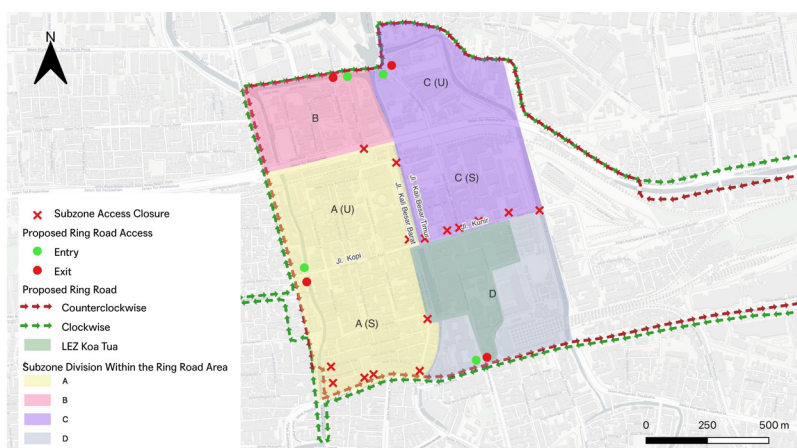 N
C (U)
B
C (S)
A (U)
Jl. Kali Besar Barat
Jl. Kali Besar Timur
Jl. Kunir
Jl. Kopi
D
A (S)
Subzone Access Closure
Proposed Ring Road Access
Entry
Exit
Proposed Ring Road
Counterclockwise
Clockwise
LEZ Koa Tua
Subzone Division Within the Ring Road Area
A
B
C
D
0 250 500 m